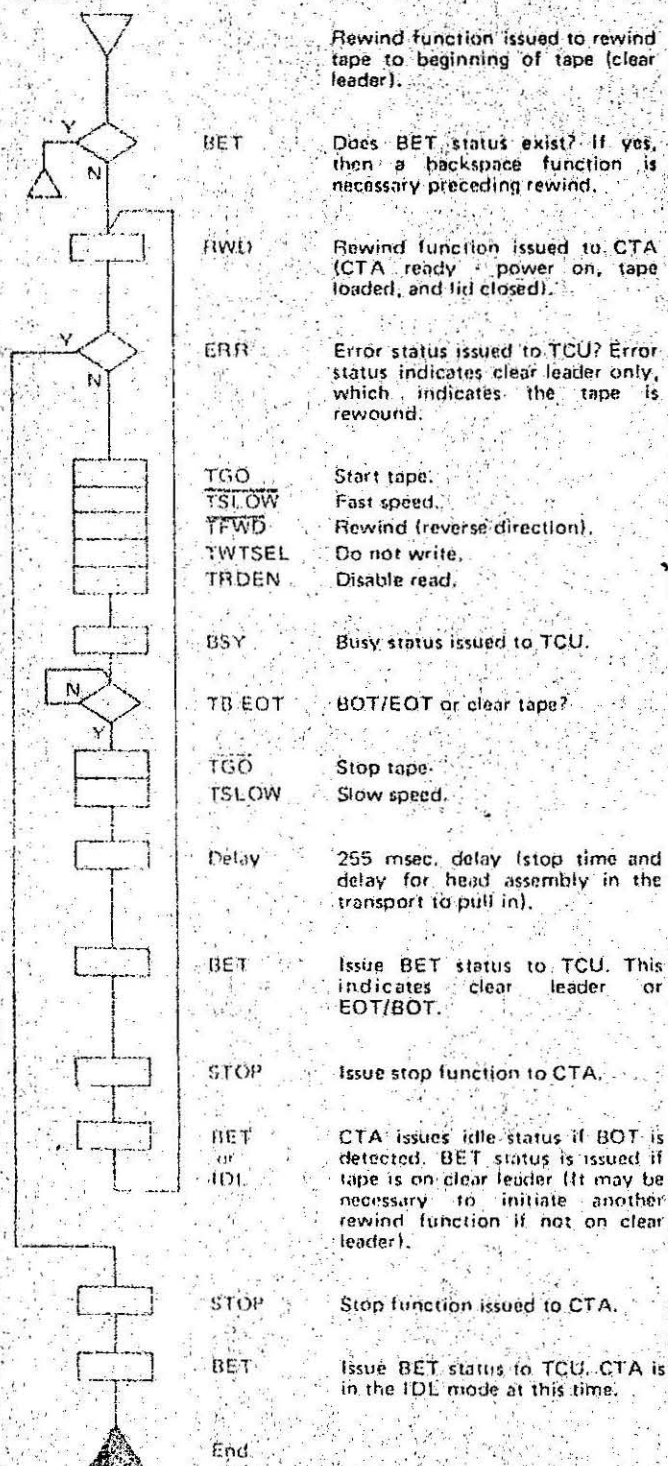 Rewind function issued to rewind
tape to beginning of tape (clear
leader).
Y
N
BET
Does BET status exist? If yes,
then a backspace function is
necessary preceding rewind.
RWD
Rewind function issued to CTA
(CTA ready - power on, tape
loaded, and lid closed).
Y
N
ERR
Error status issued to TCU? Error
status indicates clear leader only,
which indicates the tape is
rewound.
TGO Start tape.
T̅S̅L̅O̅W̅ Fast speed.
T̅F̅W̅D̅ Rewind (reverse direction).
TWTSEL Do not write.
TRDEN Disable read.
BSY Busy status issued to TCU.
N
Y
TB EOT BOT/EOT or clear tape?
T̅G̅O̅ Stop tape.
TSLOW Slow speed.
Delay
255 msec. delay (stop time and
delay for head assembly in the
transport to pull in).
BET
Issue BET status to TCU. This
indicates clear leader or
EOT/BOT.
STOP Issue stop function to CTA.
BET
or
IDL
CTA issues idle status if BOT is
detected. BET status is issued if
tape is on clear leader (It may be
necessary to initiate another
rewind function if not on clear
leader).
STOP Stop function issued to CTA.
BET
Issue BET status to TCU. CTA is
in the IDL mode at this time.
End